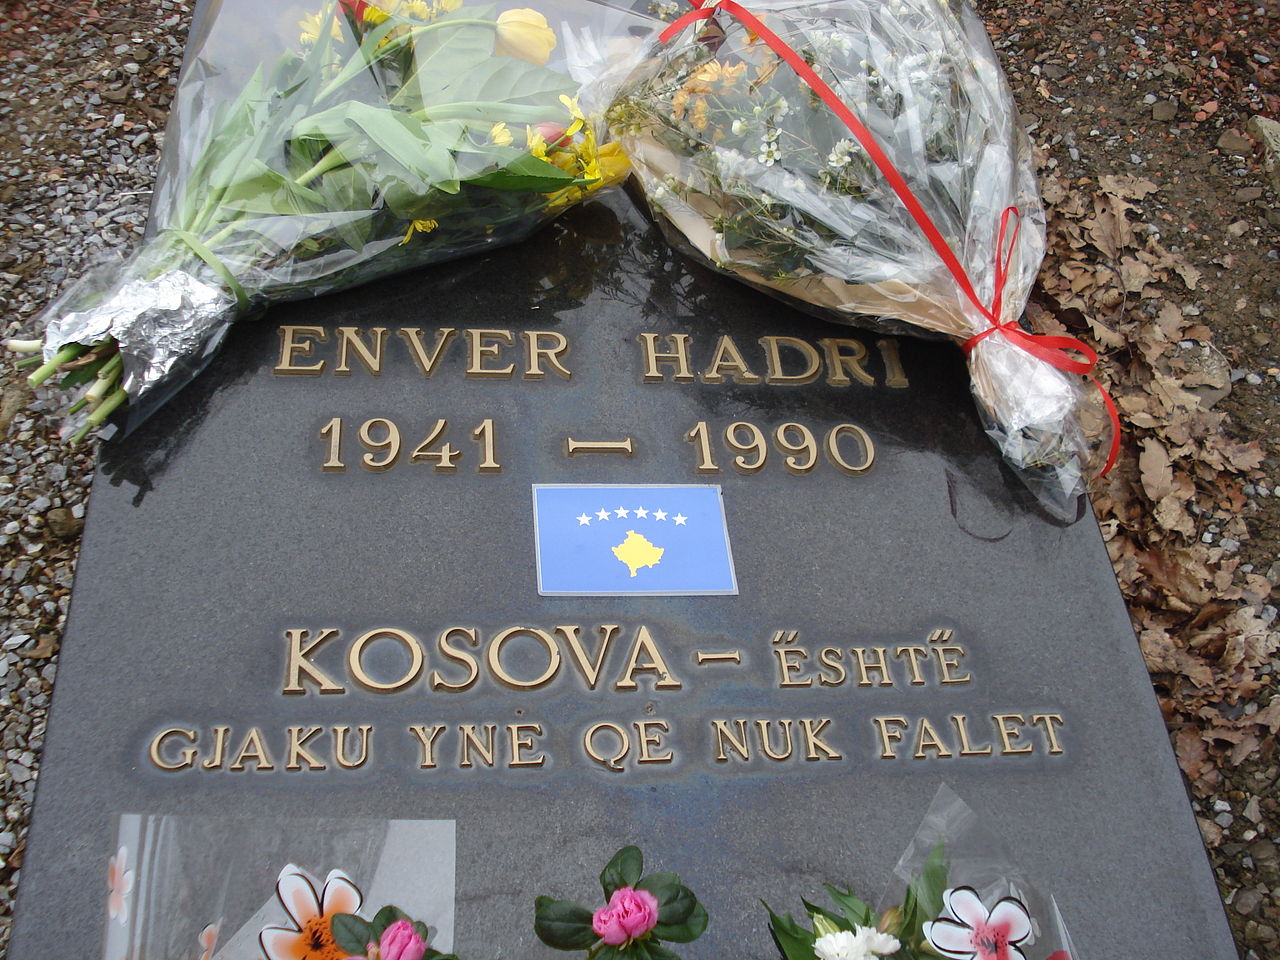 ENVER HADRI
1941 – 1990
KOSOVA – ËSHTË
GJAKU YNË QË NUK FALET